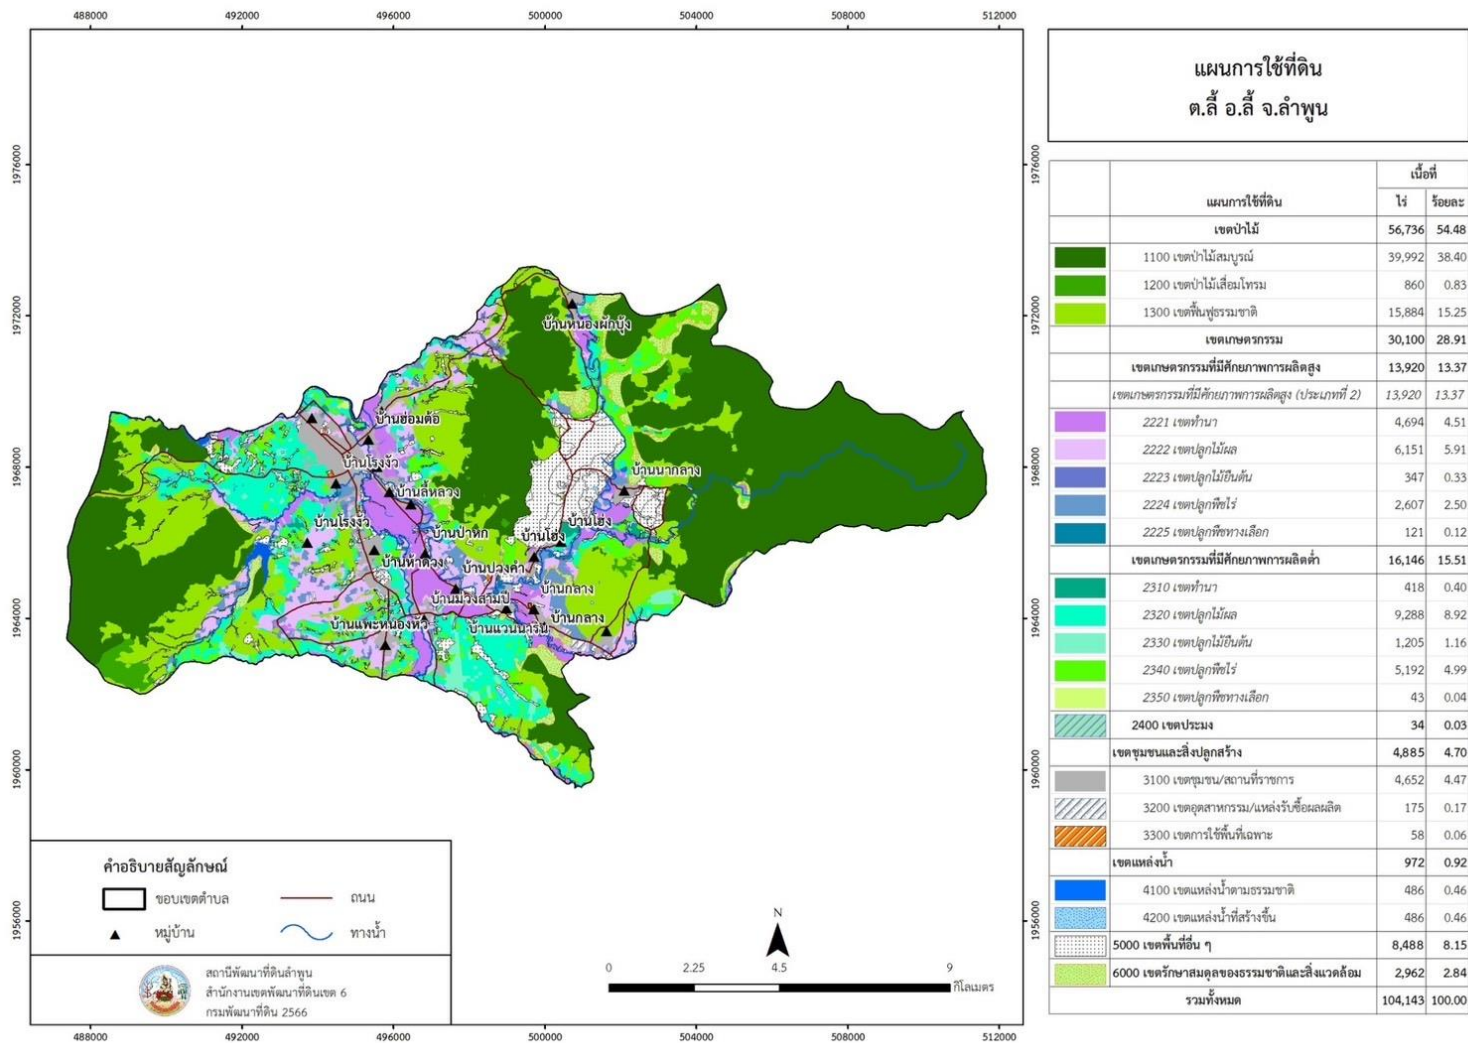 แผนการใช้ที่ดิน
ต.ลี้ อ.ลี้ จ.ลำพูน
488000 492000 496000 500000 504000 508000 512000
1976000 1976000
1972000 1972000
1968000 1968000
1964000 1964000
1960000 1960000
1956000 1956000
บ้านหนองผักบุ้ง
บ้านฮ่อมต้อ
บ้านโรงงัว
บ้านนากลาง
บ้านลี้หลวง
บ้านโรงงัว
บ้านป่าหก
บ้านโฮ่ง
บ้านโฮ่ง
บ้านห้าดวง
บ้านปวงคำ
บ้านกลาง
บ้านม่วงสามปี
บ้านกลาง
บ้านแพะหนองห้า
บ้านแวนนาริน
คำอธิบายสัญลักษณ์
ขอบเขตตำบล ถนน
หมู่บ้าน ทางน้ำ
สถานีพัฒนาที่ดินลำพูน
สำนักงานเขตพัฒนาที่ดินเขต 6
กรมพัฒนาที่ดิน 2566
N
0 2.25 4.5 9
กิโลเมตร
488000 492000 496000 500000 504000 508000 512000
เนื้อที่
แผนการใช้ที่ดิน ไร่ ร้อยละ
เขตป่าไม้ 56,736 54.48
1100 เขตป่าไม้สมบูรณ์ 39,992 38.40
1200 เขตป่าไม้เสื่อมโทรม 860 0.83
1300 เขตฟื้นฟูธรรมชาติ 15,884 15.25
เขตเกษตรกรรม 30,100 28.91
เขตเกษตรกรรมที่มีศักยภาพการผลิตสูง 13,920 13.37
เขตเกษตรกรรมที่มีศักยภาพการผลิตสูง (ประเภทที่ 2) 13,920 13.37
2221 เขตทำนา 4,694 4.51
2222 เขตปลูกไม้ผล 6,151 5.91
2223 เขตปลูกไม้ยืนต้น 347 0.33
2224 เขตปลูกพืชไร่ 2,607 2.50
2225 เขตปลูกพืชทางเลือก 121 0.12
เขตเกษตรกรรมที่มีศักยภาพการผลิตต่ำ 16,146 15.51
2310 เขตทำนา 418 0.40
2320 เขตปลูกไม้ผล 9,288 8.92
2330 เขตปลูกไม้ยืนต้น 1,205 1.16
2340 เขตปลูกพืชไร่ 5,192 4.99
2350 เขตปลูกพืชทางเลือก 43 0.04
2400 เขตประมง 34 0.03
เขตชุมชนและสิ่งปลูกสร้าง 4,885 4.70
3100 เขตชุมชน/สถานที่ราชการ 4,652 4.47
3200 เขตอุตสาหกรรม/แหล่งรับซื้อผลผลิต 175 0.17
3300 เขตการใช้พื้นที่เฉพาะ 58 0.06
เขตแหล่งน้ำ 972 0.92
4100 เขตแหล่งน้ำตามธรรมชาติ 486 0.46
4200 เขตแหล่งน้ำที่สร้างขึ้น 486 0.46
5000 เขตพื้นที่อื่น ๆ 8,488 8.15
6000 เขตรักษาสมดุลของธรรมชาติและสิ่งแวดล้อม 2,962 2.84
รวมทั้งหมด 104,143 100.00